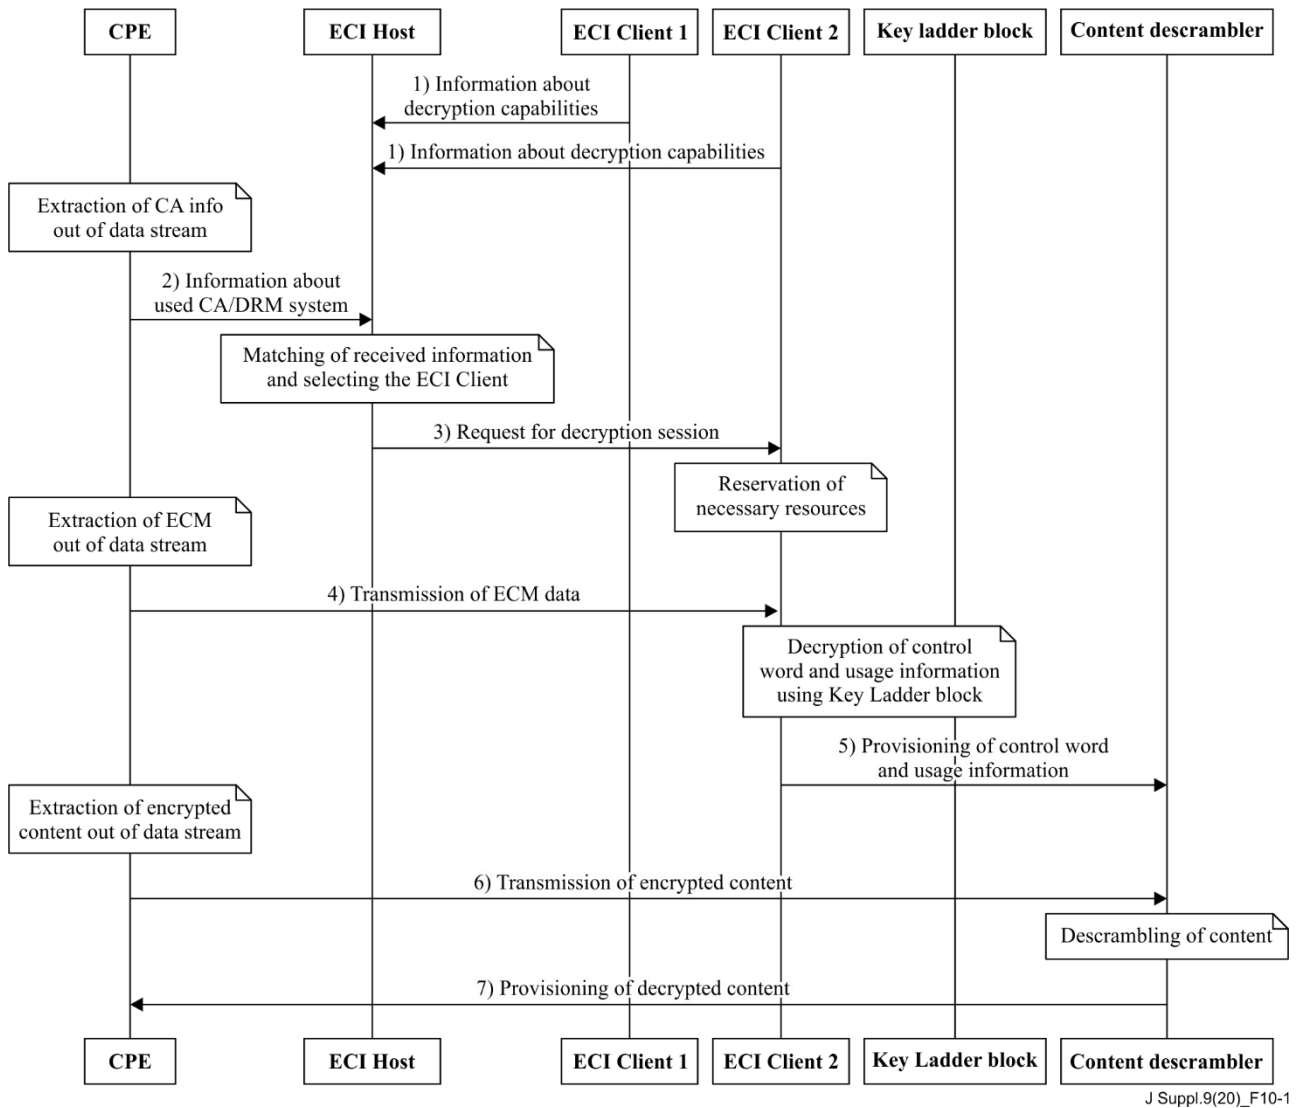 CPE
ECI Host
ECI Client 1
ECI Client 2
Key ladder block
Content descrambler
1) Information about
decryption capabilities
1) Information about decryption capabilities
Extraction of CA info
out of data stream
2) Information about
used CA/DRM system
Matching of received information
and selecting the ECI Client
3) Request for decryption session
Reservation of
necessary resources
Extraction of ECM
out of data stream
4) Transmission of ECM data
Decryption of control
word and usage information
using Key Ladder block
5) Provisioning of control word
and usage information
Extraction of encrypted
content out of data stream
6) Transmission of encrypted content
Descrambling of content
7) Provisioning of decrypted content
CPE
ECI Host
ECI Client 1
ECI Client 2
Key Ladder block
Content descrambler
J Suppl.9(20)_F10-1